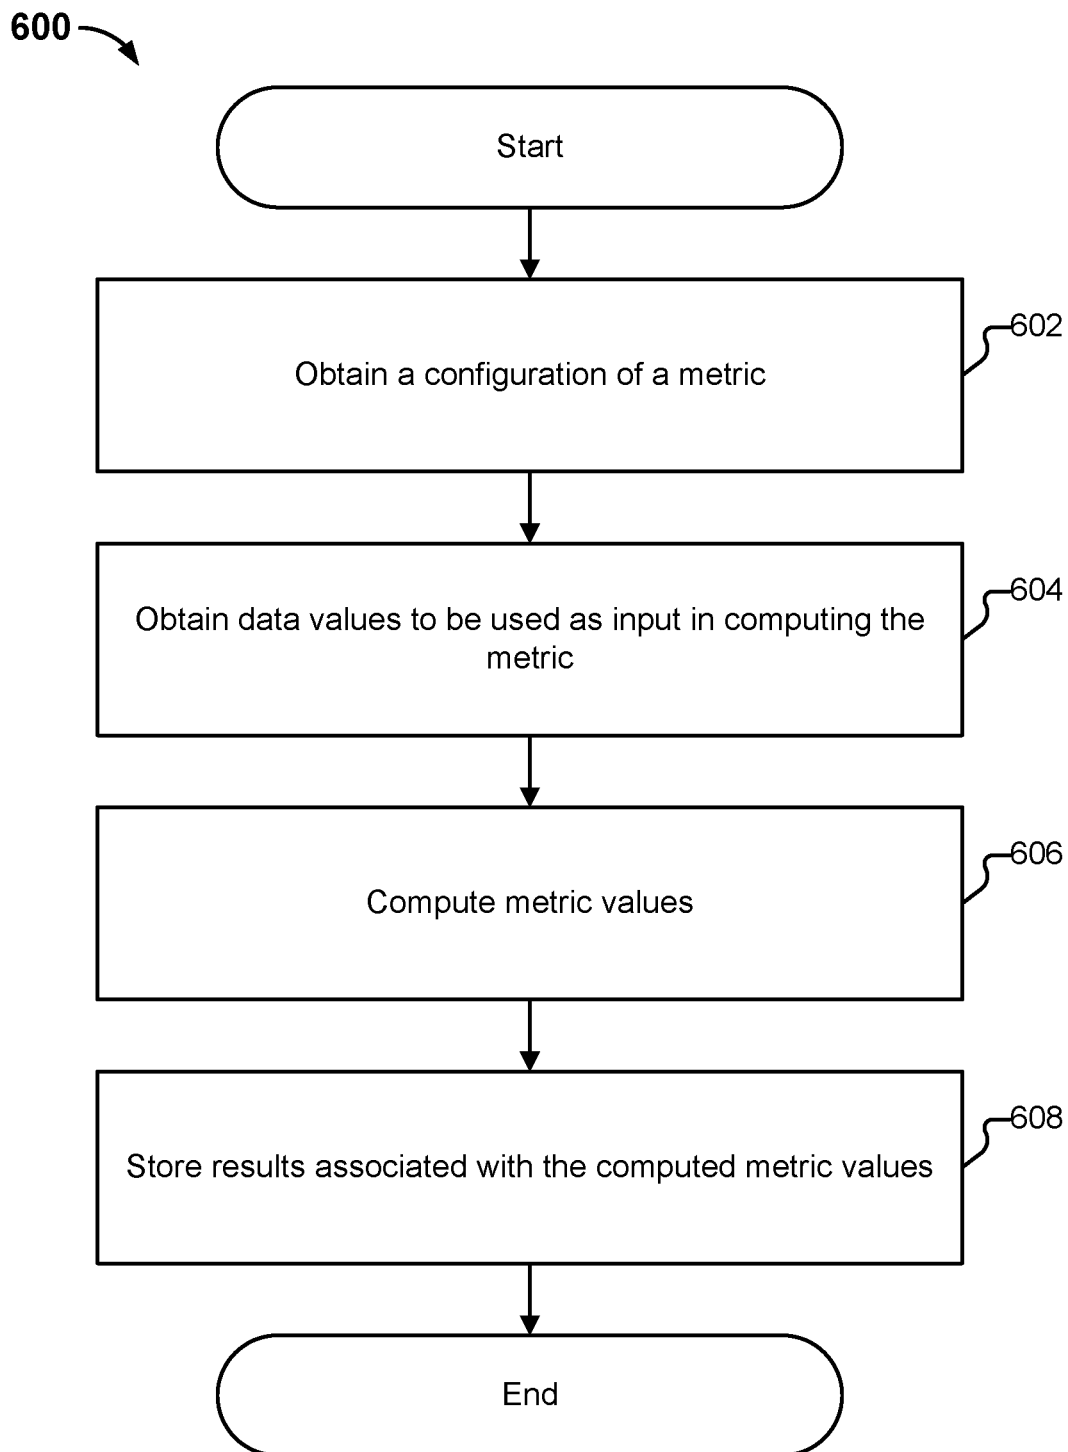 600
Start
602
Obtain a configuration of a metric
604
Obtain data values to be used as input in computing the
metric
606
Compute metric values
608
Store results associated with the computed metric values
End